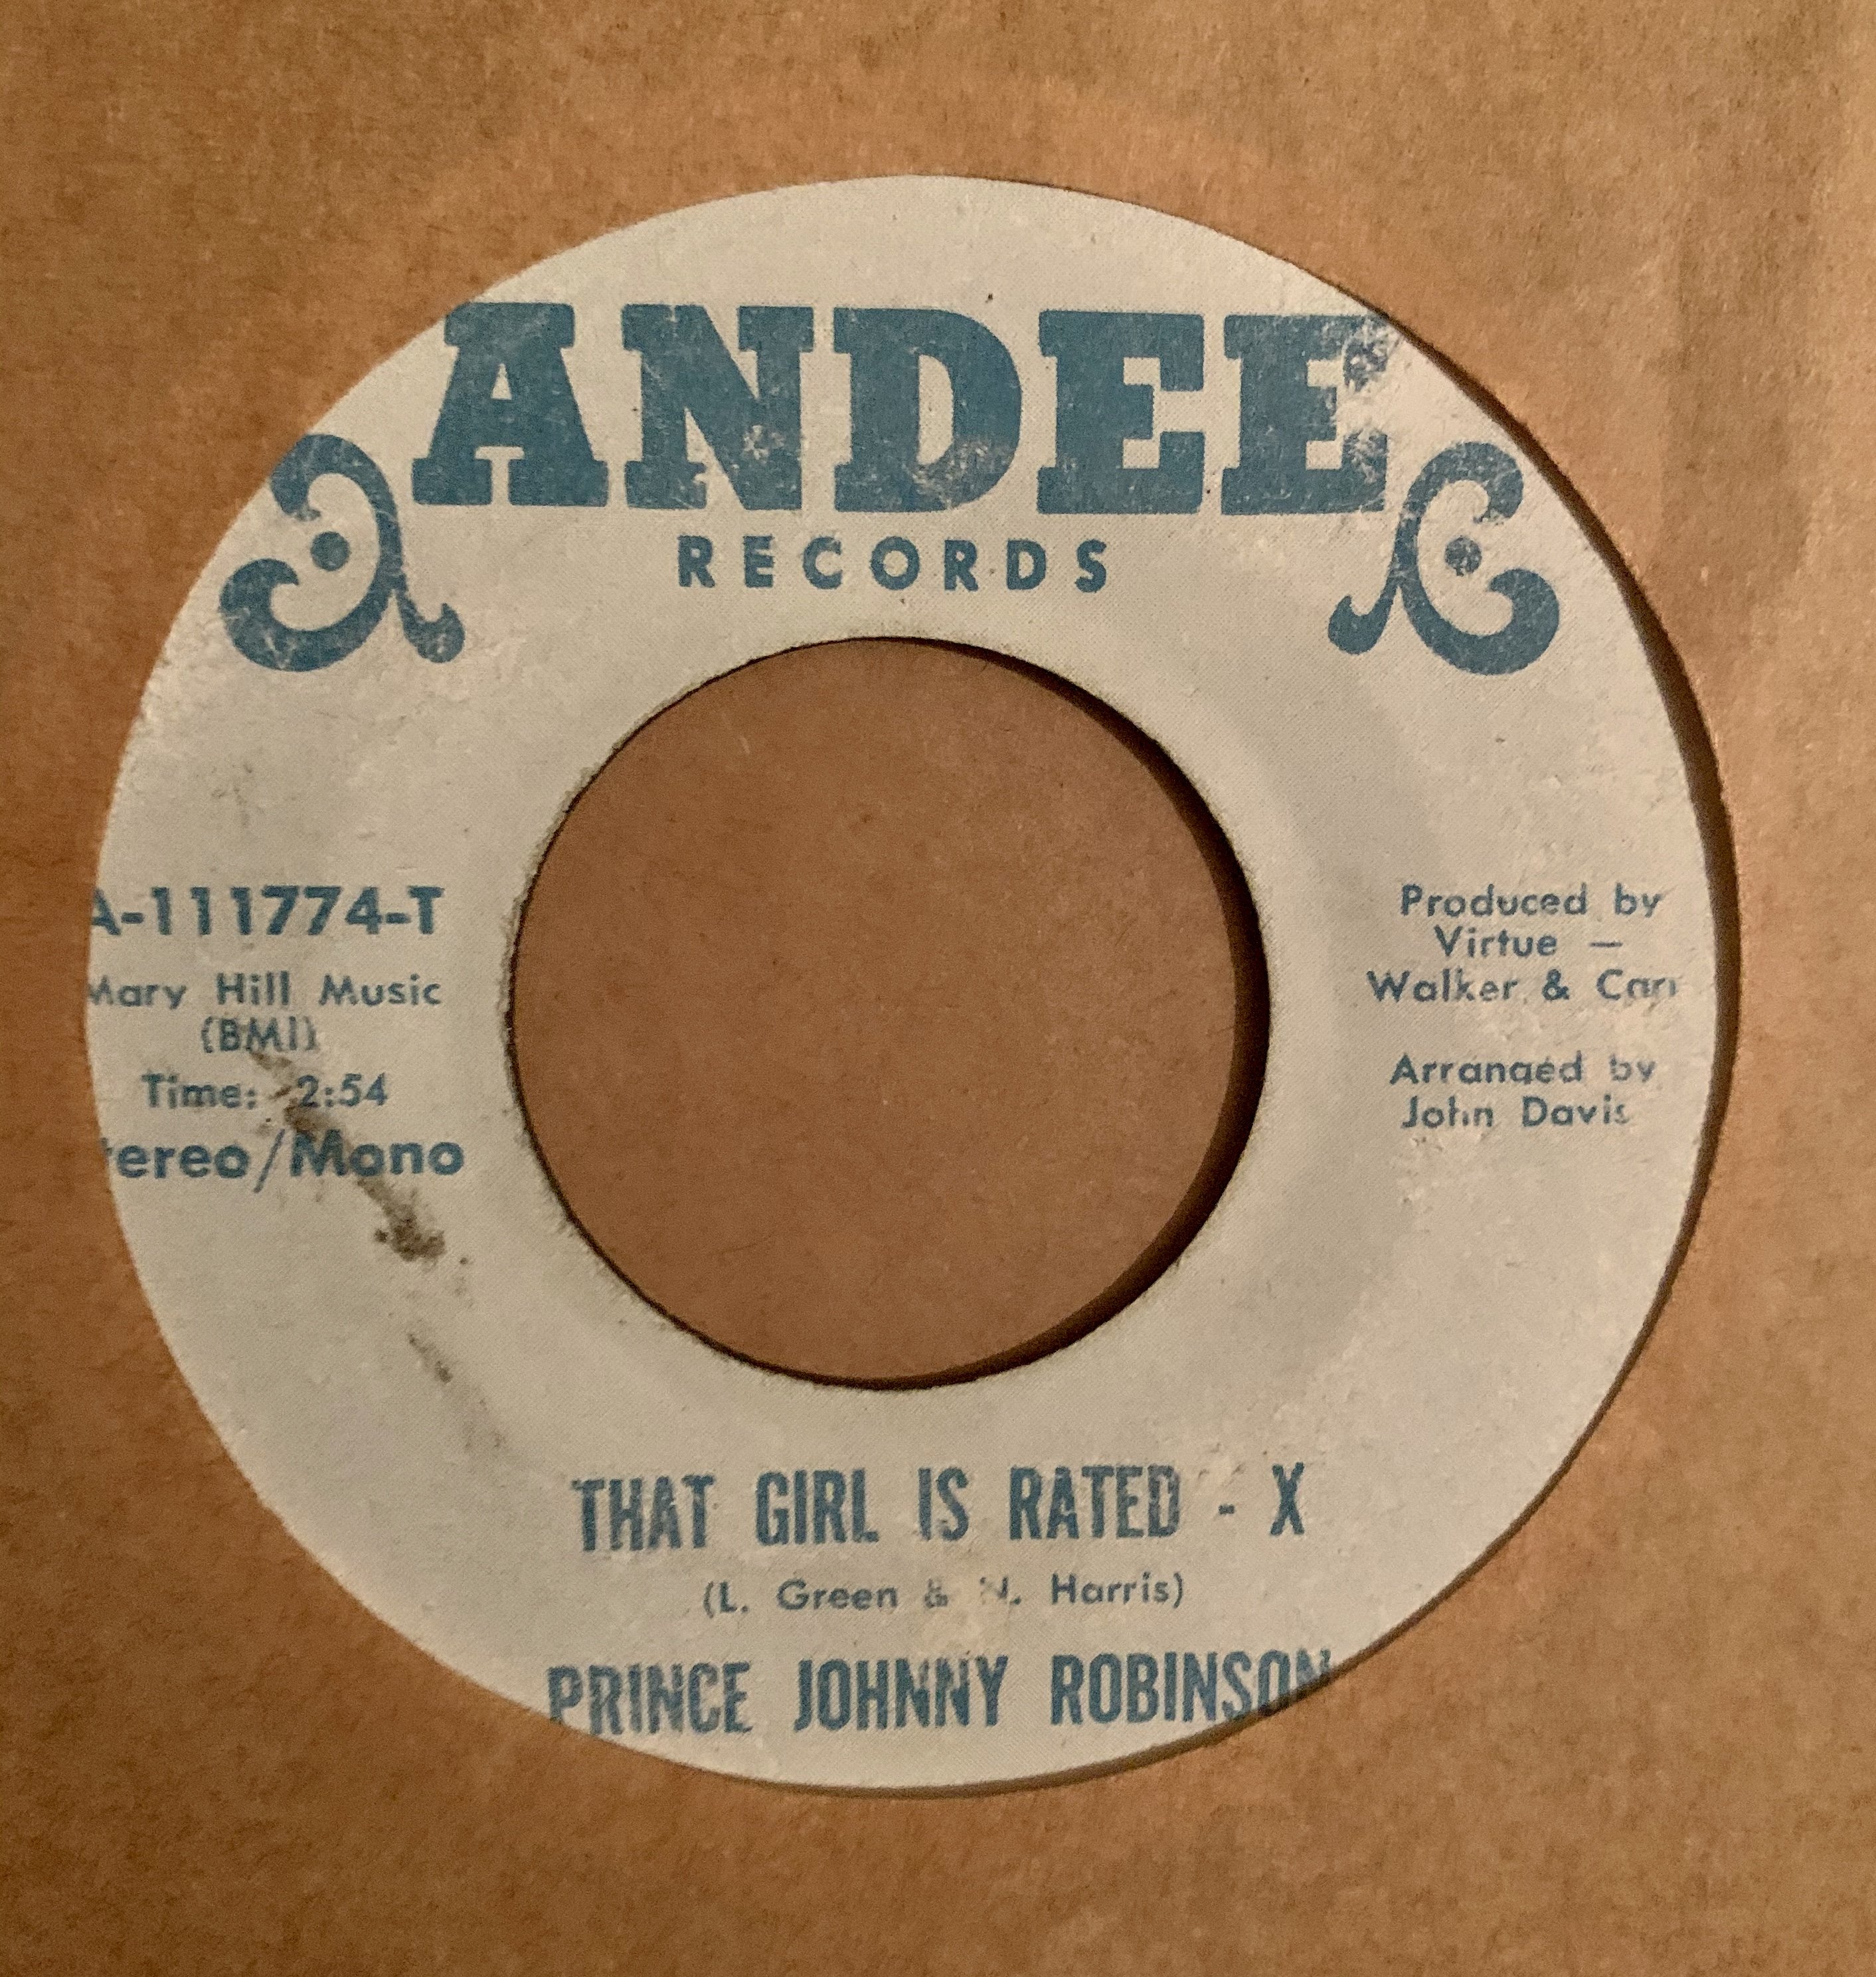 ANDEE
RECORDS
A-111774-T
Mary Hill Music
(BMI)
Time: 2:54
tereo/Mono
Produced by
Virtue —
Walker & Carr
Arranged by
John Davis
THAT GIRL IS RATED - X
(L. Green & N. Harris)
PRINCE JOHNNY ROBINSON